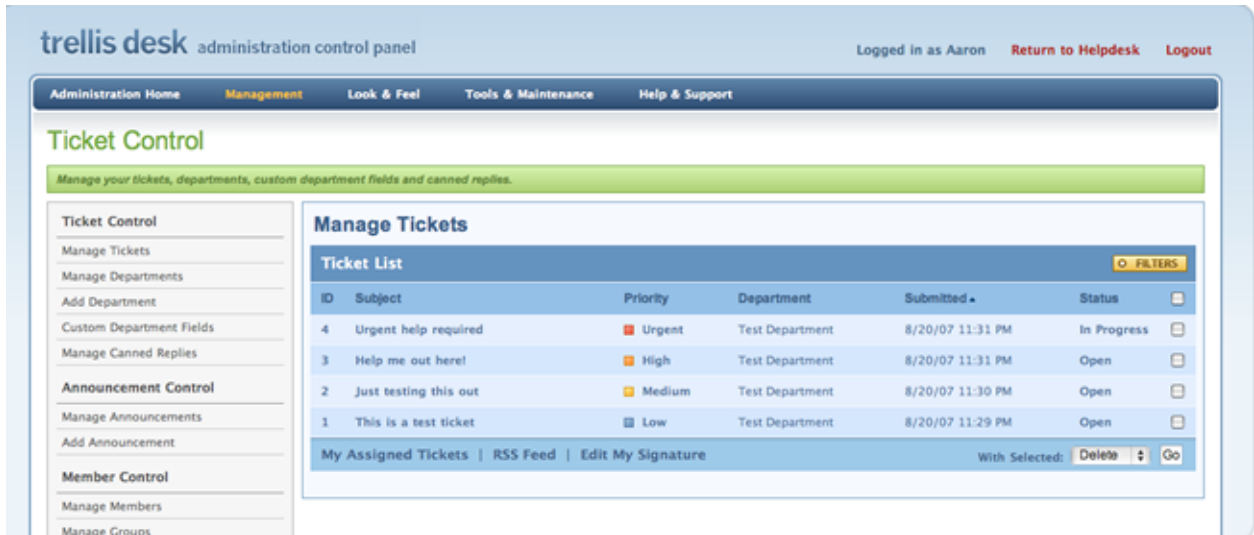 trellis desk administration control panel
Logged in as Aaron Return to Helpdesk Logout
Administration Home Management Look & Feel Tools & Maintenance Help & Support
Ticket Control
Manage your tickets, departments, custom department fields and canned replies.
Ticket Control
Manage Tickets
Manage Departments
Add Department
Custom Department Fields
Manage Canned Replies
Announcement Control
Manage Announcements
Add Announcement
Member Control
Manage Members
Manage Groups
Manage Tickets
Ticket List FILTERS
ID Subject Priority Department Submitted Status
4 Urgent help required Urgent Test Department 8/20/07 11:31 PM In Progress
3 Help me out here! High Test Department 8/20/07 11:31 PM Open
2 Just testing this out Medium Test Department 8/20/07 11:30 PM Open
1 This is a test ticket Low Test Department 8/20/07 11:29 PM Open
My Assigned Tickets | RSS Feed | Edit My Signature With Selected: Delete Go